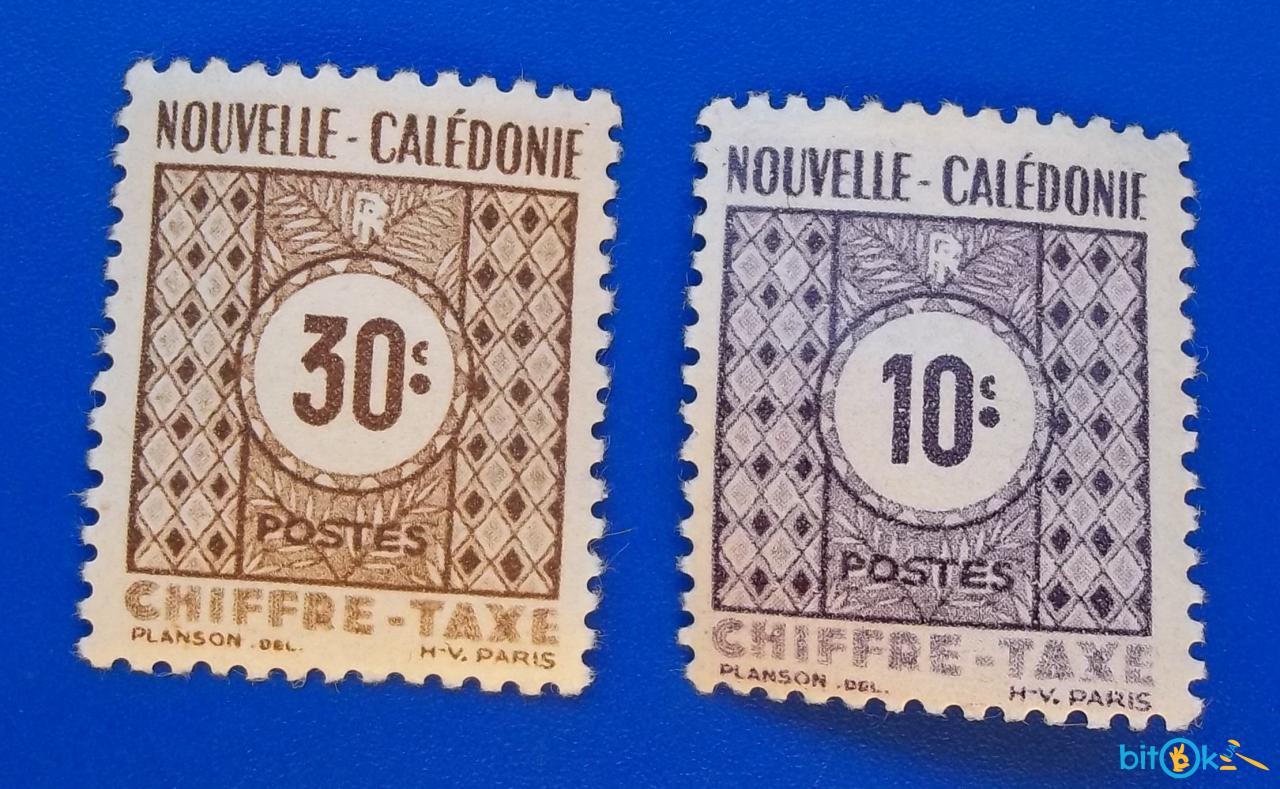 NOUVELLE-CALÉDONIE
RF
30c
POSTES
CHIFFRE-TAXE
PLANSON.DEL. H-V. PARIS
NOUVELLE-CALÉDONIE
RF
10c
POSTES
CHIFFRE-TAXE
PLANSON.DEL. H-V. PARIS
bitOk